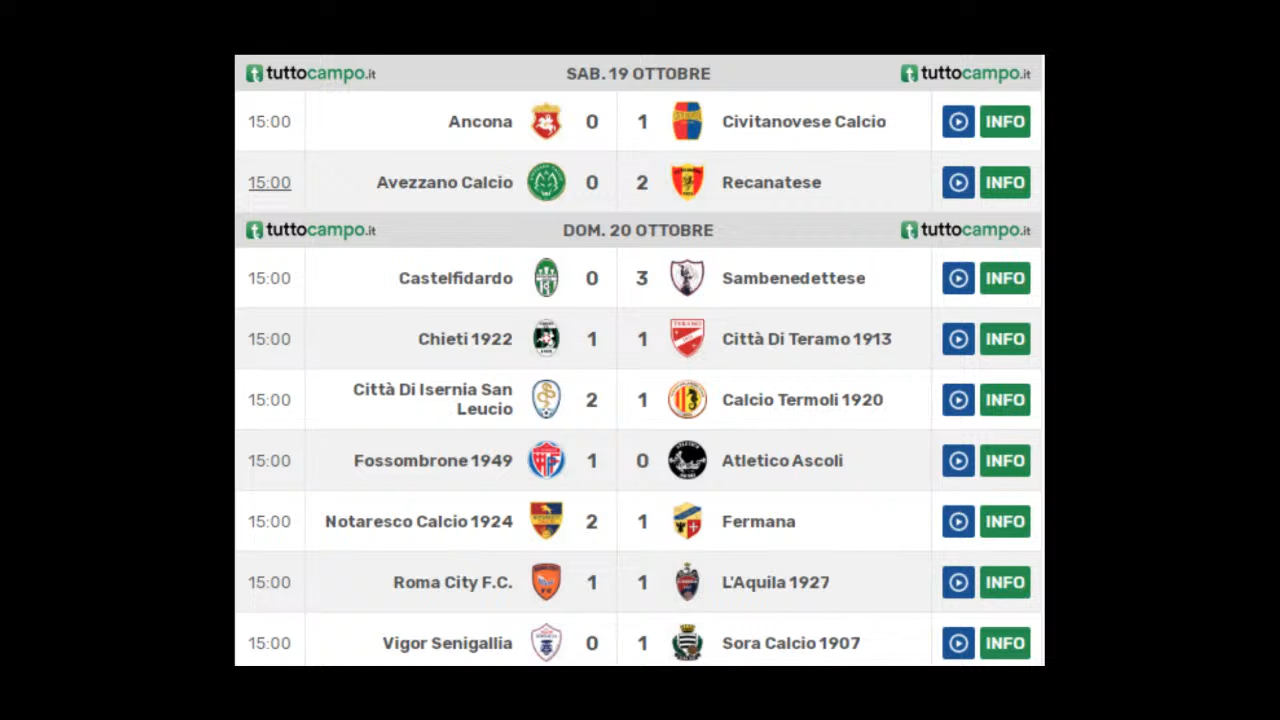 tuttocampo.it SAB. 19 OTTOBRE tuttocampo.it
15:00 Ancona 0 1 Civitanovese Calcio INFO
15:00 Avezzano Calcio 0 2 Recanatese INFO
tuttocampo.it DOM. 20 OTTOBRE tuttocampo.it
15:00 Castelfidardo 0 3 Sambenedettese INFO
15:00 Chieti 1922 1 1 TERAMO Città Di Teramo 1913 INFO
15:00 Città Di Isernia San
Leucio 2 1 Calcio Termoli 1920 INFO
15:00 Fossombrone 1949 1 0 Atletico Ascoli INFO
15:00 Notaresco Calcio 1924 2 1 Fermana INFO
15:00 Roma City F.C. 1 1 L'Aquila 1927 INFO
15:00 Vigor Senigallia 0 1 Sora Calcio 1907 INFO